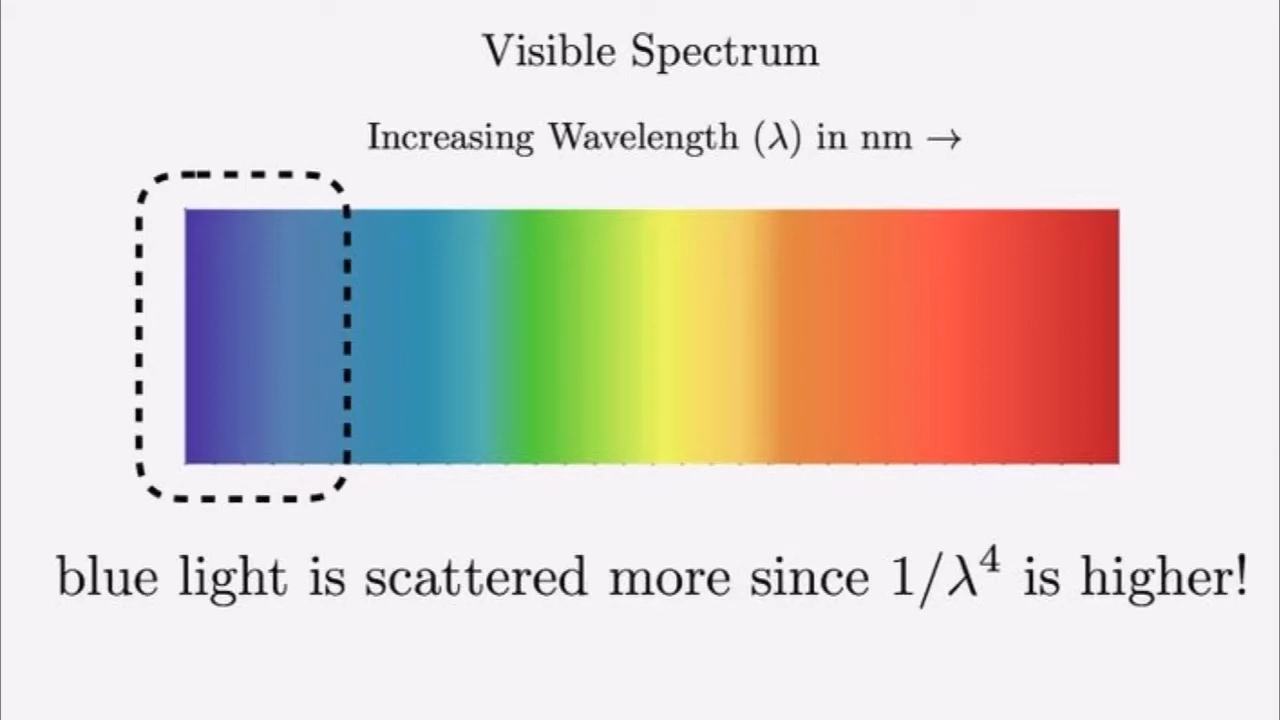 Visible Spectrum
Increasing Wavelength (λ) in nm →
blue light is scattered more since 1/λ⁴ is higher!